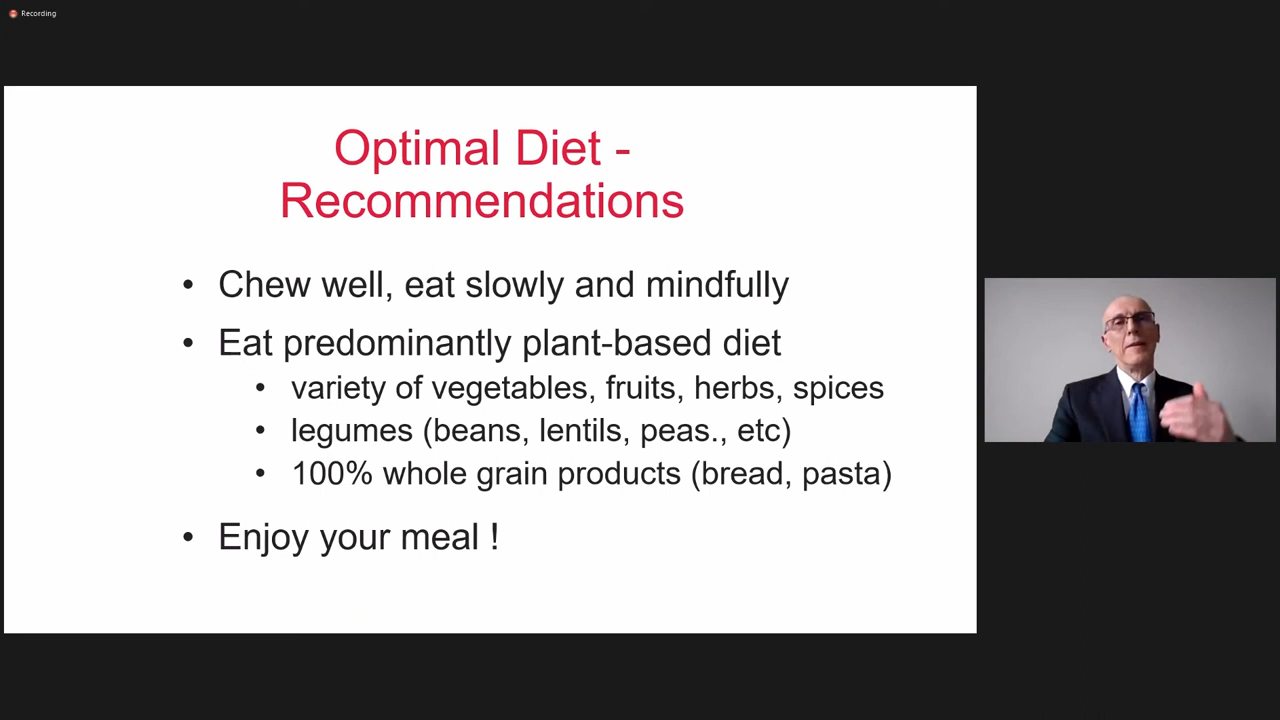 Recording
Optimal Diet -
Recommendations
• Chew well, eat slowly and mindfully
• Eat predominantly plant-based diet
• variety of vegetables, fruits, herbs, spices
• legumes (beans, lentils, peas., etc)
• 100% whole grain products (bread, pasta)
• Enjoy your meal !